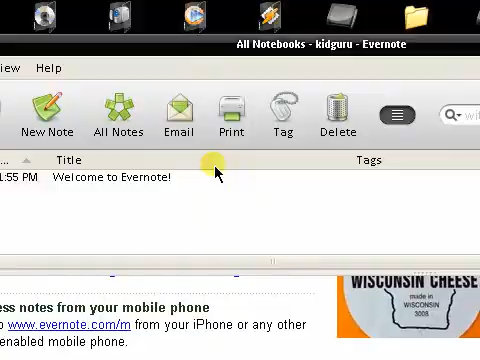 All Notebooks - kidguru - Evernote
iew Help
New Note All Notes Email Print Tag Delete
... Title Tags
1:55 PM Welcome to Evernote!
ess notes from your mobile phone
o www.evernote.com/m from your iPhone or any other
enabled mobile phone.
WISCONSIN CHEESE
made in
WISCONSIN
3008